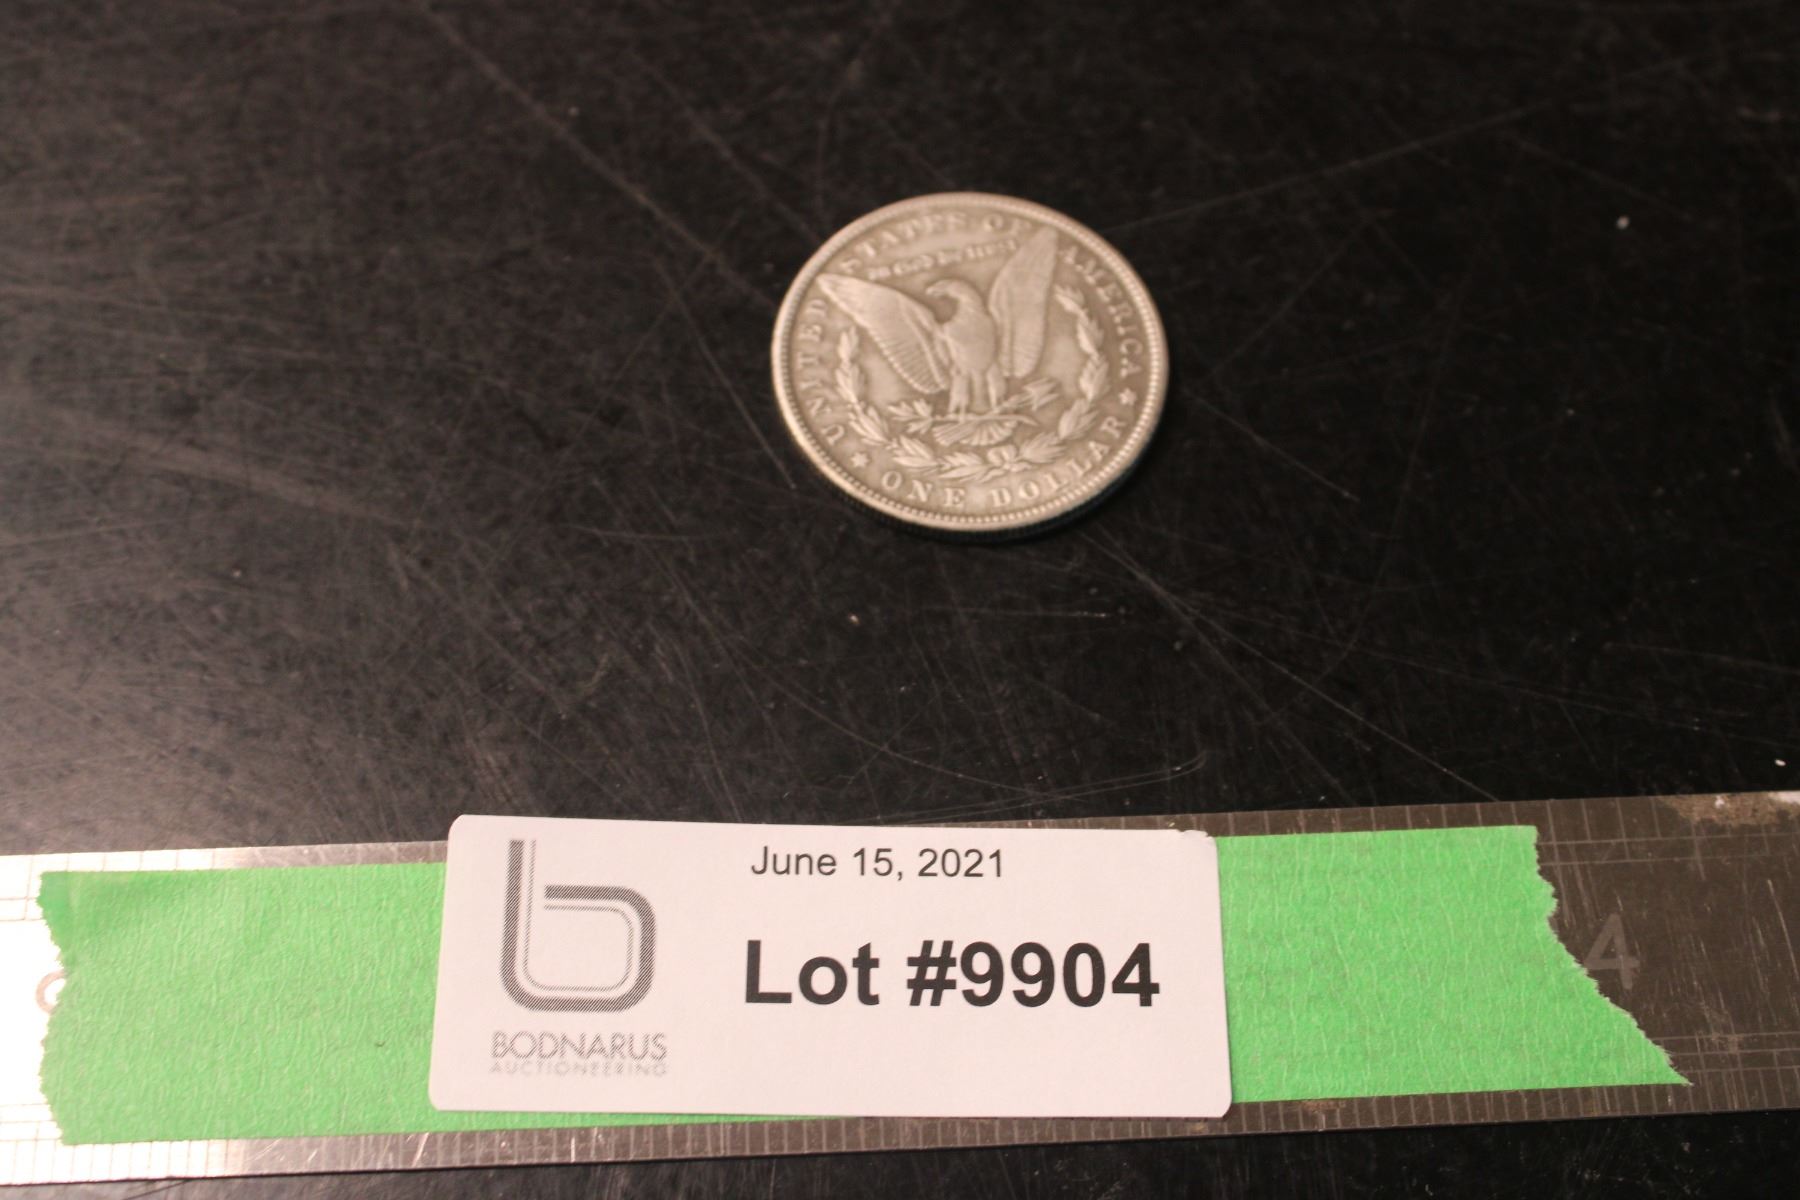 UNITED STATES OF AMERICA
In God We Trust
ONE DOLLAR
June 15, 2021
b
Lot #9904
BODNARUS
AUCTIONEERING
4